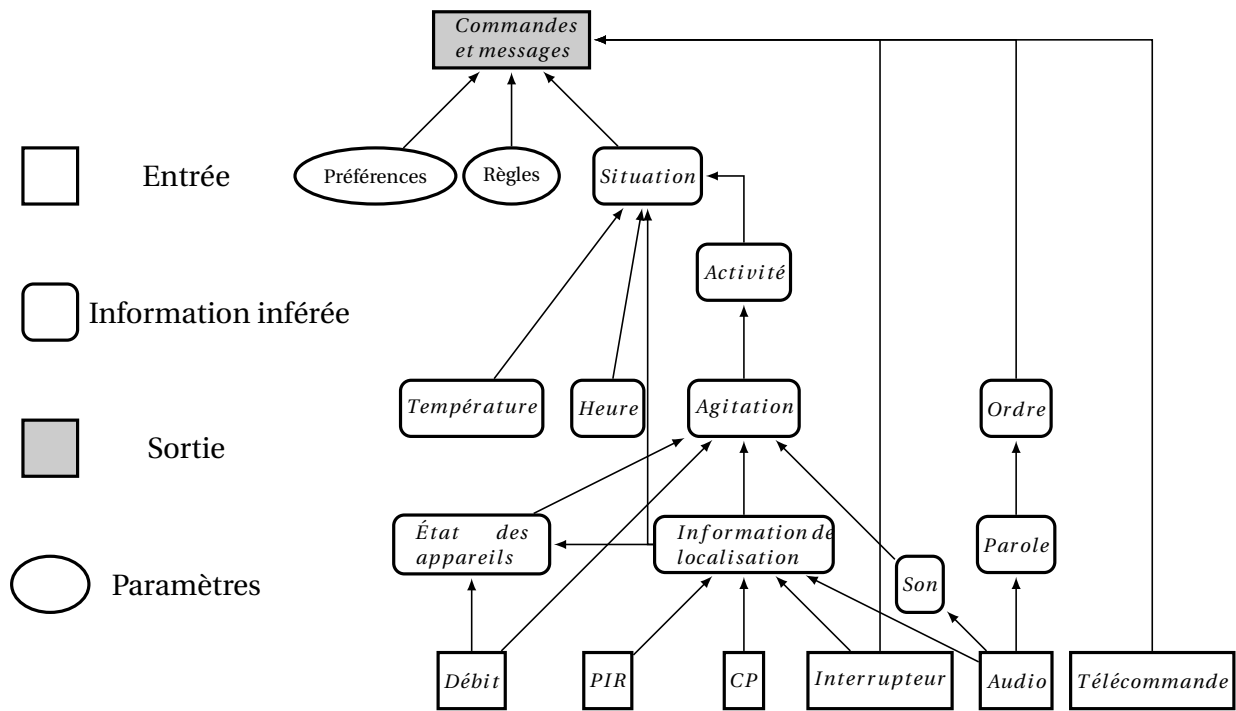 Commandes
et messages
Préférences
Règles
Situation
Entrée
Activité
Information inférée
Température
Heure
Agitation
Ordre
Sortie
État des
appareils
Information de
localisation
Parole
Son
Paramètres
Débit
PIR
CP
Interrupteur
Audio
Télécommande